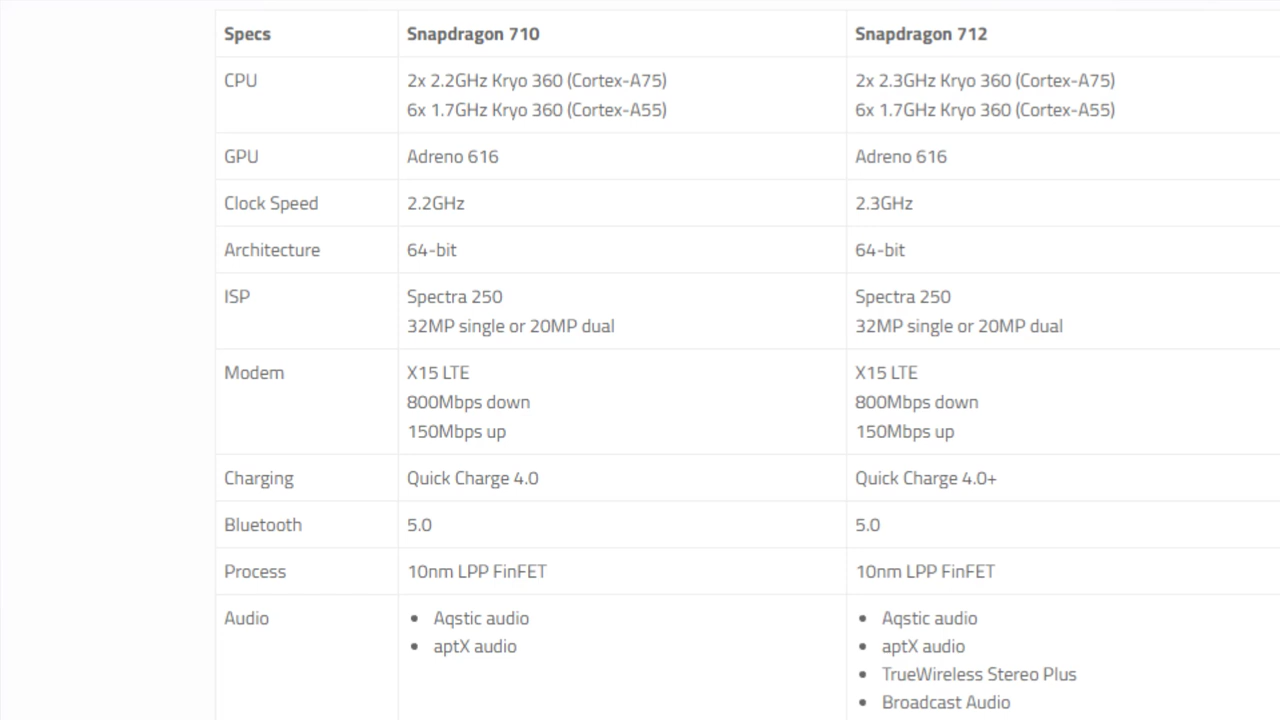 Specs Snapdragon 710 Snapdragon 712
CPU 2x 2.2GHz Kryo 360 (Cortex-A75) 2x 2.3GHz Kryo 360 (Cortex-A75)
6x 1.7GHz Kryo 360 (Cortex-A55) 6x 1.7GHz Kryo 360 (Cortex-A55)
GPU Adreno 616 Adreno 616
Clock Speed 2.2GHz 2.3GHz
Architecture 64-bit 64-bit
ISP Spectra 250 Spectra 250
32MP single or 20MP dual 32MP single or 20MP dual
Modem X15 LTE X15 LTE
800Mbps down 800Mbps down
150Mbps up 150Mbps up
Charging Quick Charge 4.0 Quick Charge 4.0+
Bluetooth 5.0 5.0
Process 10nm LPP FinFET 10nm LPP FinFET
Audio • Aqstic audio • Aqstic audio
• aptX audio • aptX audio
• TrueWireless Stereo Plus
• Broadcast Audio